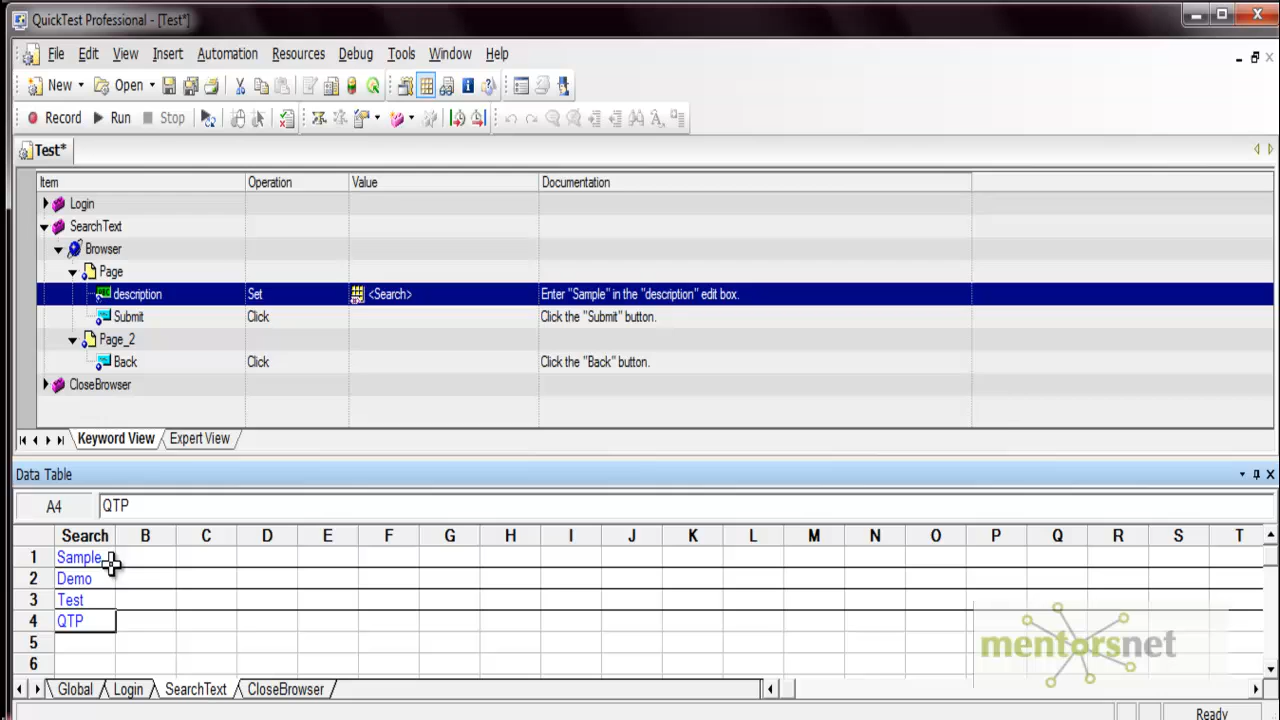 QuickTest Professional - [Test*]
File Edit View Insert Automation Resources Debug Tools Window Help
New Open
Record Run Stop
Test*
Item Operation Value Documentation
Login
SearchText
Browser
Page
description Set <Search> Enter "Sample" in the "description" edit box.
Submit Click Click the "Submit" button.
Page_2
Back Click Click the "Back" button.
CloseBrowser
Keyword View Expert View
Data Table
A4 QTP
Search B C D E F G H I J K L M N O P Q R S T
1 Sample
2 Demo
3 Test
4 QTP
5
6
mentorsnet
Global Login SearchText CloseBrowser
Ready